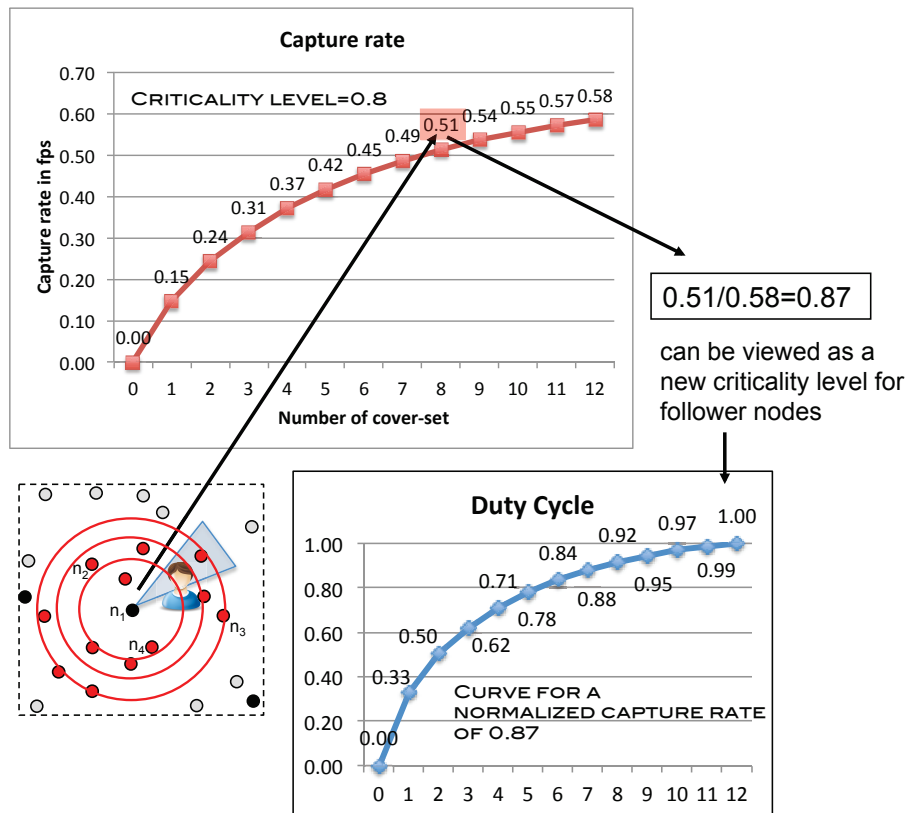 Capture rate
CRITICALITY LEVEL=0.8
Capture rate in fps
0.70
0.60
0.50
0.40
0.30
0.20
0.10
0.00
0.00
0.15
0.24
0.31
0.37
0.42
0.45
0.49
0.51
0.54
0.55
0.57
0.58
0 1 2 3 4 5 6 7 8 9 10 11 12
Number of cover-set
0.51/0.58=0.87
can be viewed as a
new criticality level for
follower nodes
n2
n1
n3
n4
Duty Cycle
1.00
0.80
0.60
0.40
0.20
0.00
0.00
0.33
0.50
0.62
0.71
0.78
0.84
0.88
0.92
0.95
0.97
0.99
1.00
CURVE FOR A
NORMALIZED CAPTURE RATE
OF 0.87
0 1 2 3 4 5 6 7 8 9 10 11 12